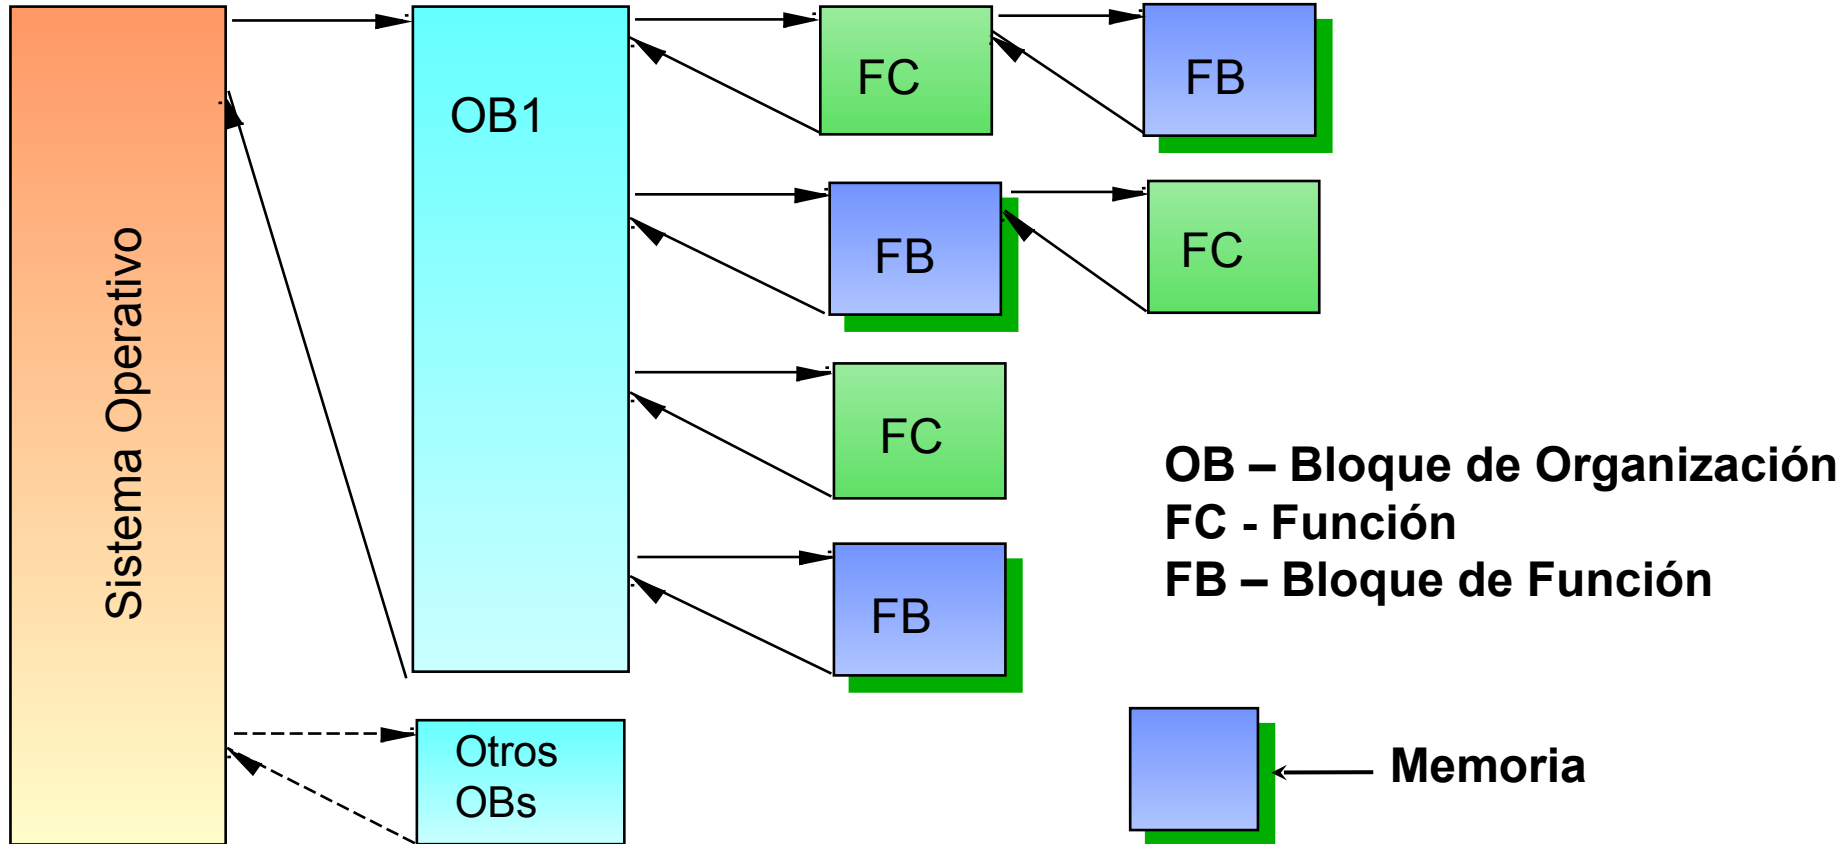 Sistema Operativo
OB1
FC
FB
FB
FC
FC
FB
Otros
OBs
OB – Bloque de Organización
FC - Función
FB – Bloque de Función
Memoria